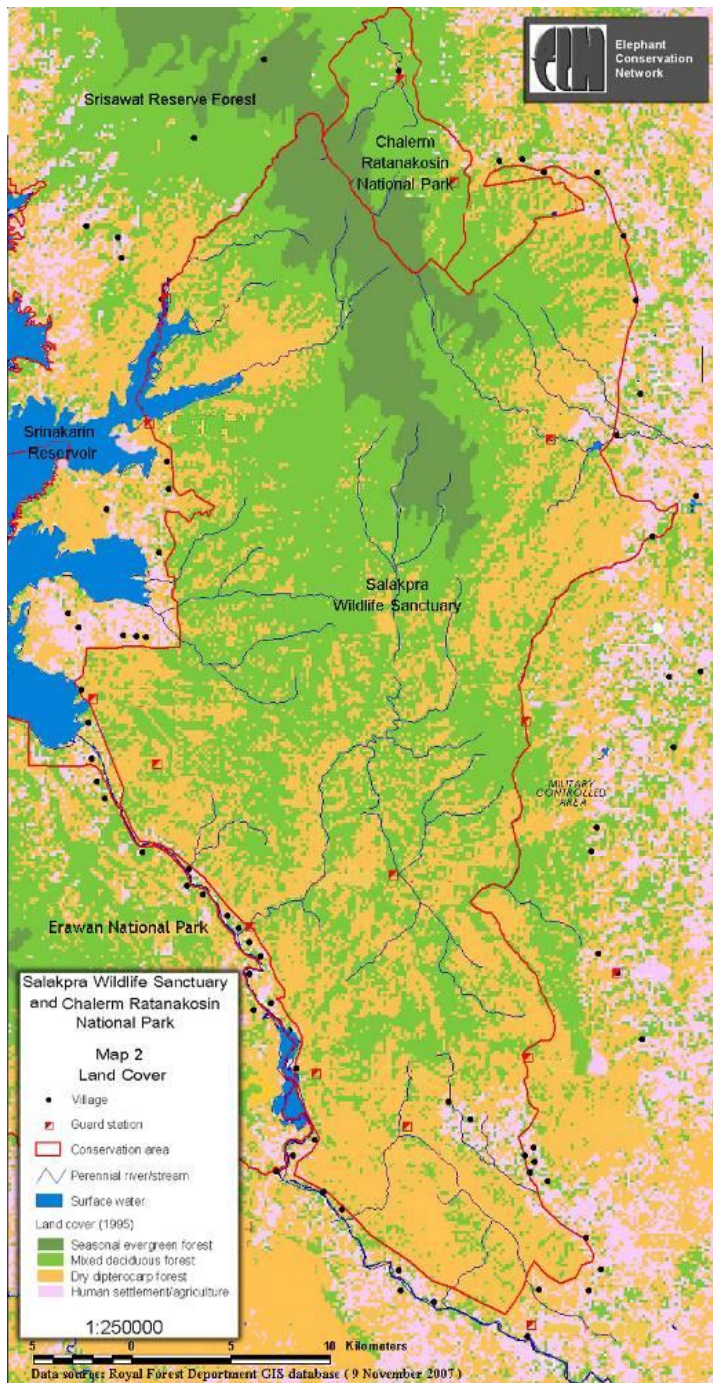 Elephant
Conservation
Network
Srisawat Reserve Forest
Chalerm
Ratanakosin
National Park
Srinakarin
Reservoir
Salakpra
Wildlife Sanctuary
MILITARY
CONTROLLED
AREA
Erawan National Park
Salakpra Wildlife Sanctuary
and Chalerm Ratanakosin
National Park
Map 2
Land Cover
Village
Guard station
Conservation area
Perennial river/stream
Surface water
Land cover (1995)
Seasonal evergreen forest
Mixed deciduous forest
Dry dipterocarp forest
Human settlement/agriculture
1:250000
5 0 5 10 Kilometers
Data source: Royal Forest Deportment GIS database ( 9 November 2007 )